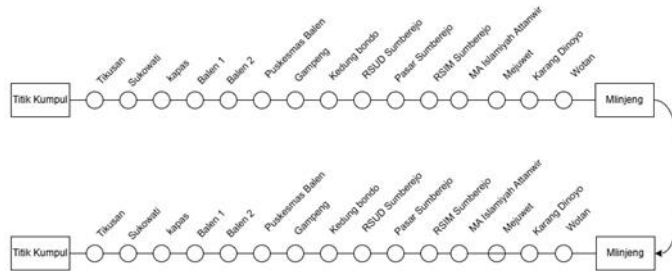 Tikusan
Sukowati
kapas
Balen 1
Balen 2
Puskesmas Balen
Gampeng
Kedung bondo
RSUD Sumberejo
Pasar Sumberejo
RSIM Sumberejo
MA Islamiyah Attanwir
Mejuwet
Karang Dinoyo
Wotan
Titik Kumpul
Mlinjeng
Tikusan
Sukowati
kapas
Balen 1
Balen 2
Puskesmas Balen
Gampeng
Kedung bondo
RSUD Sumberejo
Pasar Sumberejo
RSIM Sumberejo
MA Islamiyah Attanwir
Mejuwet
Karang Dinoyo
Wotan
Titik Kumpul
Mlinjeng